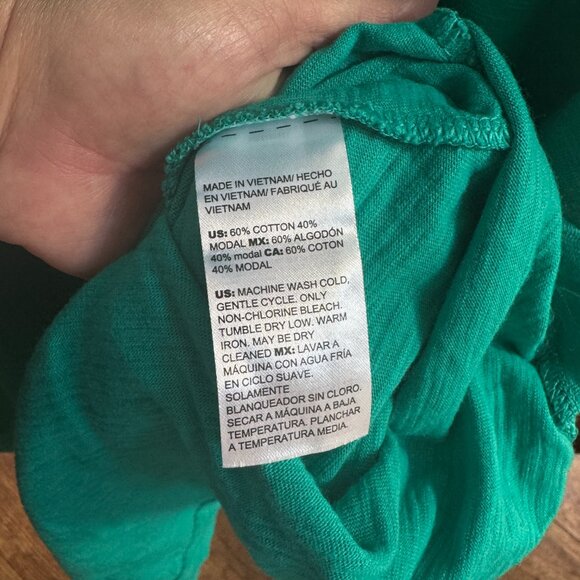 MADE IN VIETNAM/ HECHO
EN VIETNAM/ FABRIQUÉ AU
VIETNAM
US: 60% COTTON 40%
MODAL MX: 60% ALGODÓN
40% modal CA: 60% COTON
40% MODAL
US: MACHINE WASH COLD,
GENTLE CYCLE. ONLY
NON-CHLORINE BLEACH.
TUMBLE DRY LOW. WARM
IRON. MAY BE DRY
CLEANED MX: LAVAR A
MÁQUINA CON AGUA FRÍA
EN CICLO SUAVE.
SOLAMENTE
BLANQUEADOR SIN CLORO.
SECAR A MÁQUINA A BAJA
TEMPERATURA. PLANCHAR
A TEMPERATURA MEDIA.